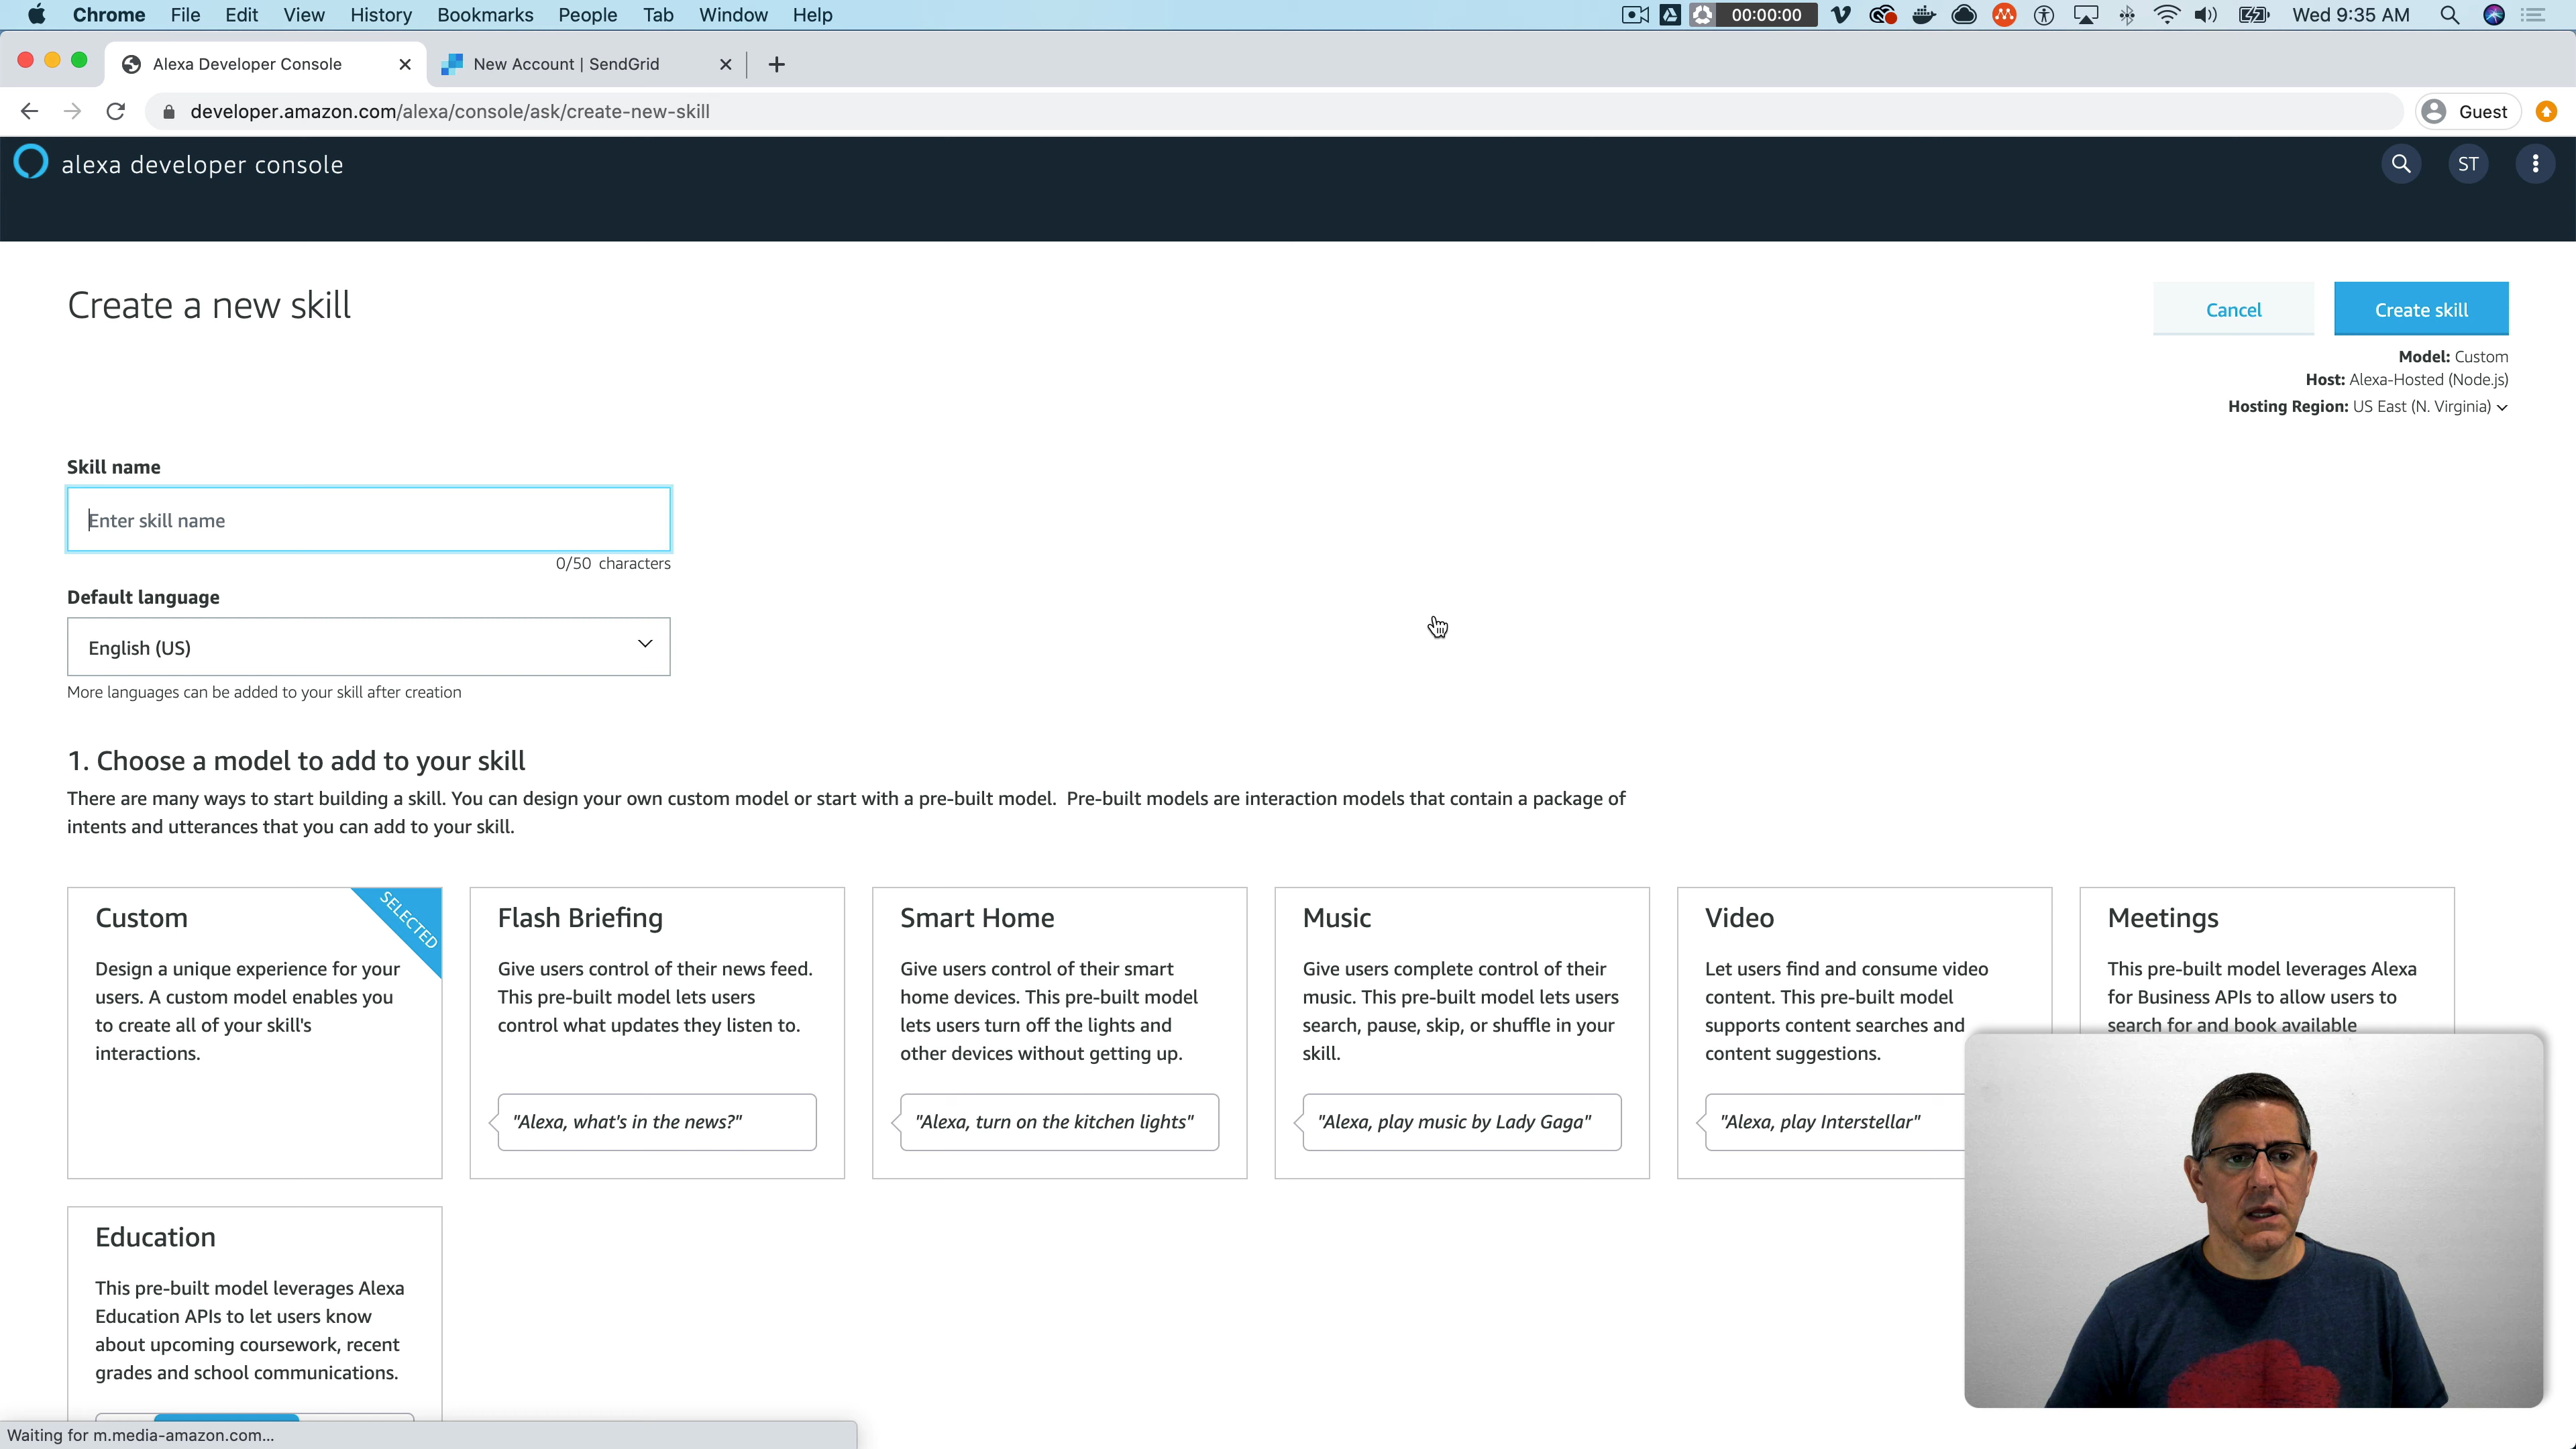 Chrome File Edit View History Bookmarks People Tab Window Help 00:00:00 Wed 9:35 AM
Alexa Developer Console New Account | SendGrid
developer.amazon.com/alexa/console/ask/create-new-skill Guest
alexa developer console ST
Create a new skill
Cancel Create skill
Model: Custom
Host: Alexa-Hosted (Node.js)
Hosting Region: US East (N. Virginia)
Skill name
Enter skill name
0/50 characters
Default language
English (US)
More languages can be added to your skill after creation
1. Choose a model to add to your skill
There are many ways to start building a skill. You can design your own custom model or start with a pre-built model. Pre-built models are interaction models that contain a package of
intents and utterances that you can add to your skill.
Custom
SELECTED
Design a unique experience for your
users. A custom model enables you
to create all of your skill's
interactions.
Flash Briefing
Give users control of their news feed.
This pre-built model lets users
control what updates they listen to.
"Alexa, what's in the news?"
Smart Home
Give users control of their smart
home devices. This pre-built model
lets users turn off the lights and
other devices without getting up.
"Alexa, turn on the kitchen lights"
Music
Give users complete control of their
music. This pre-built model lets users
search, pause, skip, or shuffle in your
skill.
"Alexa, play music by Lady Gaga"
Video
Let users find and consume video
content. This pre-built model
supports content searches and
content suggestions.
"Alexa, play Interstellar"
Meetings
This pre-built model leverages Alexa
for Business APIs to allow users to
search for and book available
Education
This pre-built model leverages Alexa
Education APIs to let users know
about upcoming coursework, recent
grades and school communications.
Waiting for m.media-amazon.com...